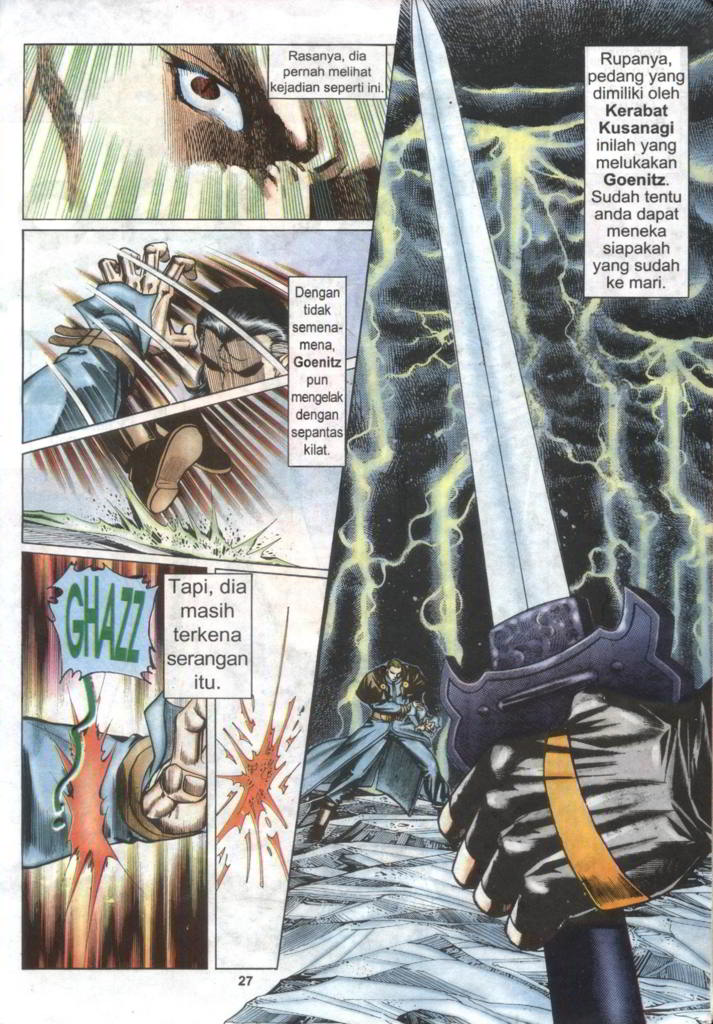 Rasanya, dia
pernah melihat
kejadian seperti ini.
Dengan
tidak
semena-
mena,
Goenitz
pun
mengelak
dengan
sepantas
kilat.
GHAZZ
Tapi, dia
masih
terkena
serangan
itu.
Rupanya,
pedang yang
dimiliki oleh
Kerabat
Kusanagi
inilah yang
melukakan
Goenitz.
Sudah tentu
anda dapat
meneka
siapakah
yang sudah
ke mari.
27